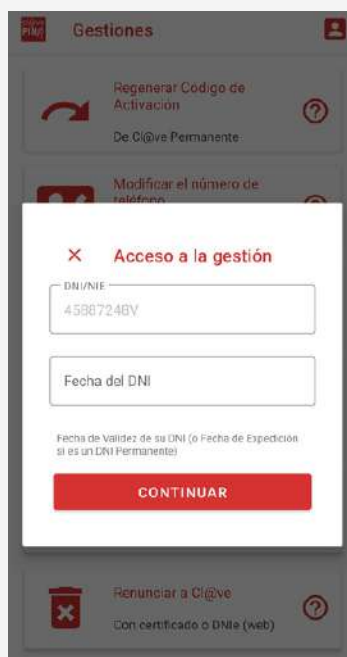 PIN
Gestiones
Regenerar Código de
Activación
De Cl@ve Permanente
Modificar el número de
teléfono
Acceso a la gestión
DNI/NIE
Fecha del DNI
Fecha de Validez de su DNI (o Fecha de Expedición
si es un DNI Permanente)
CONTINUAR
Renunciar a Cl@ve
Con certificado o DNIe (web)